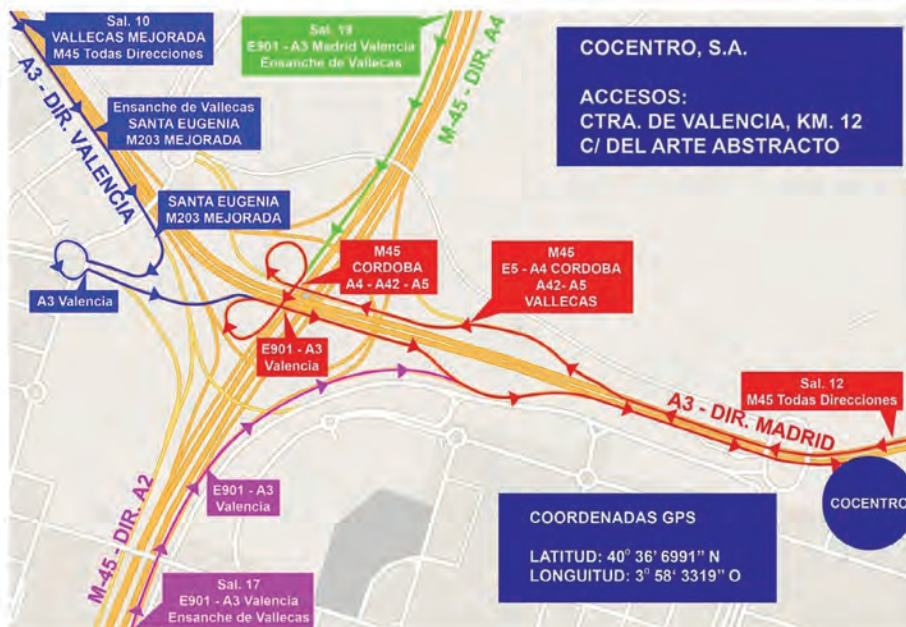 Sal. 10
VALLECAS MEJORADA
M45 Todas Direcciones
Sal. 19
E901 - A3 Madrid Valencia
Ensanche de Vallecas
COCENTRO, S.A.
ACCESOS:
CTRA. DE VALENCIA, KM. 12
C/ DEL ARTE ABSTRACTO
A3 - DIR. VALENCIA
M-45 - DIR. A4
Ensanche de Vallecas
SANTA EUGENIA
M203 MEJORADA
SANTA EUGENIA
M203 MEJORADA
M45
CORDOBA
A4 - A42 - A5
M45
E5 - A4 CORDOBA
A42- A5
VALLECAS
A3 Valencia
E901 - A3
Valencia
Sal. 12
M45 Todas Direcciones
A3 - DIR. MADRID
M-45 - DIR. A2
E901 - A3
Valencia
COCENTRO
COORDENADAS GPS
LATITUD: 40° 36' 6991" N
LONGUITUD: 3° 58‘ 3319" O
Sal. 17
E901 - A3 Valencia
Ensanche de Vallecas